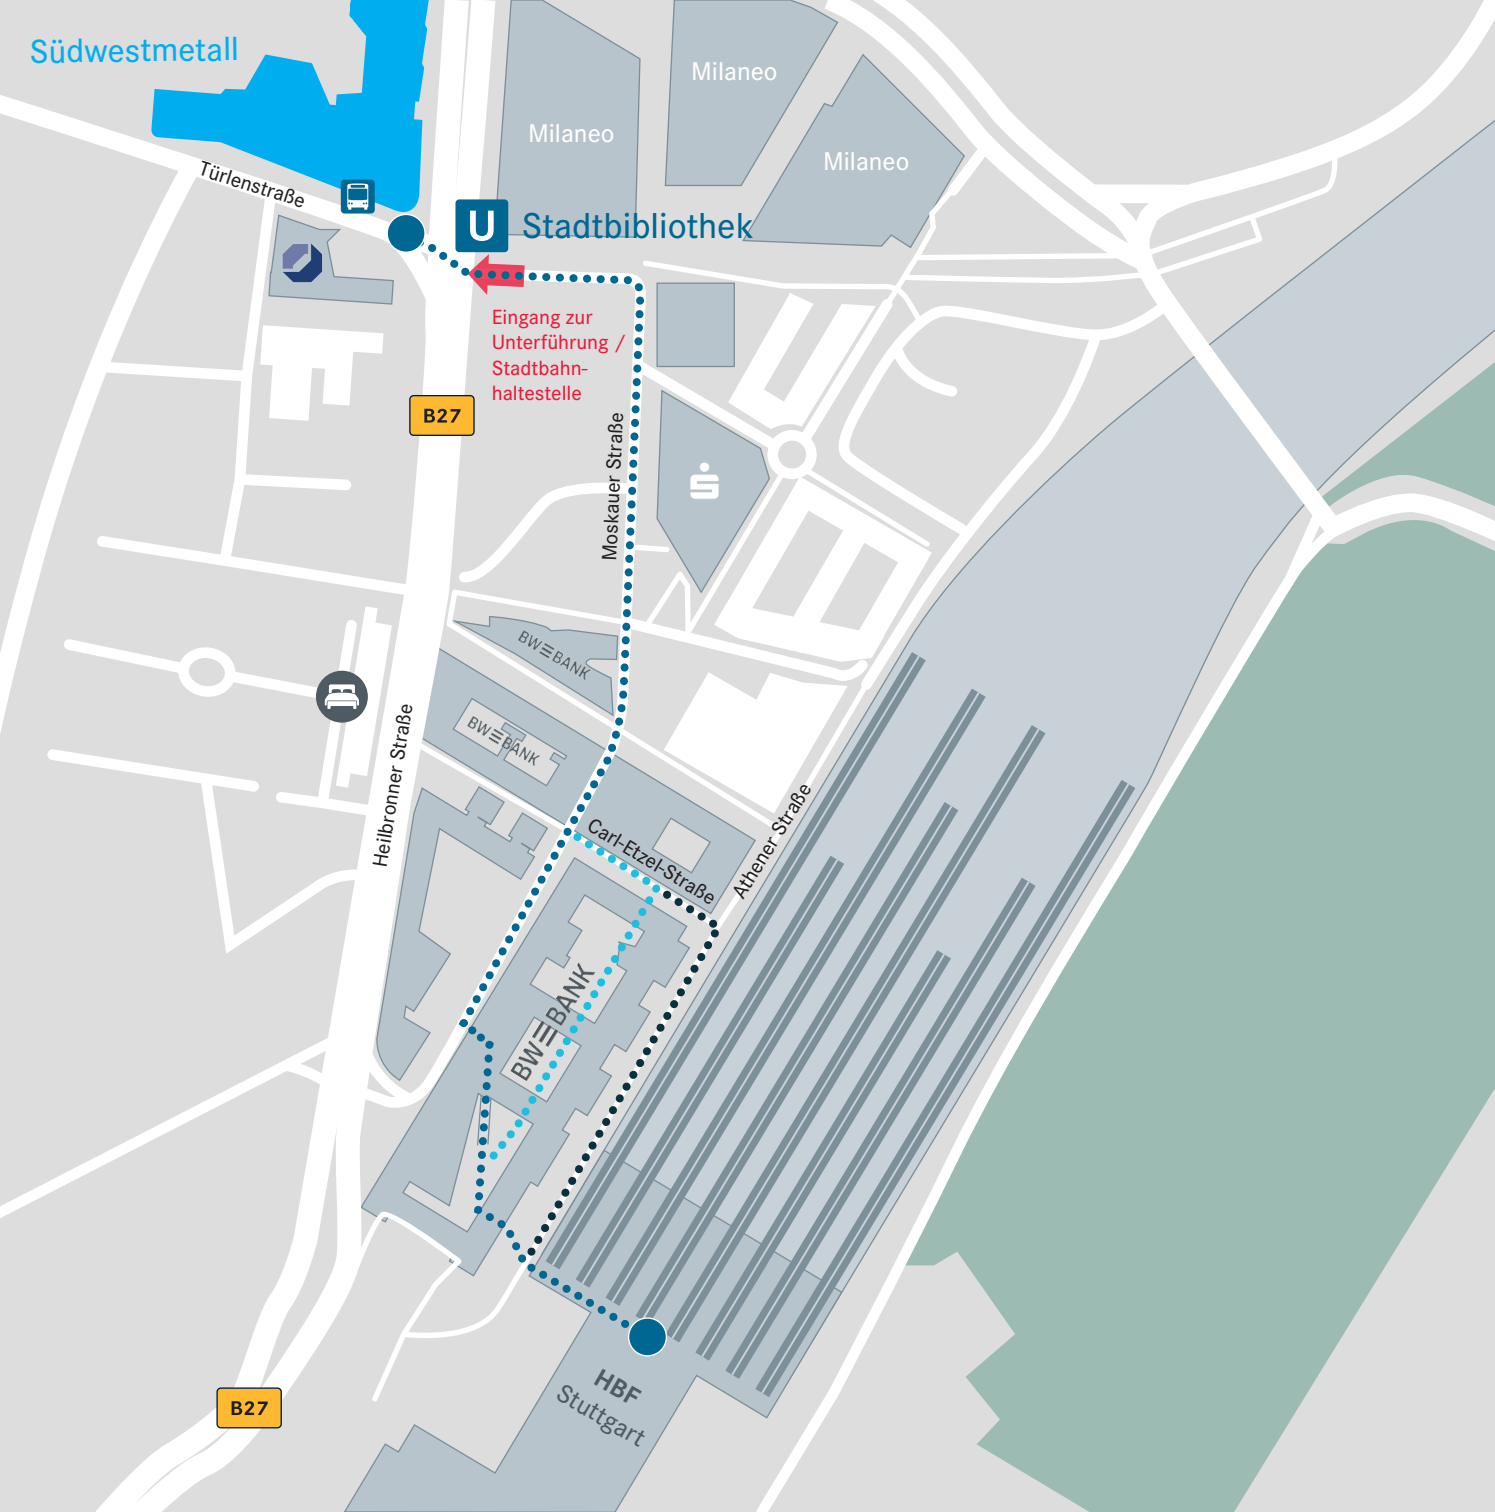 Südwestmetall
Milaneo
Milaneo
Milaneo
Türlenstraße
U Stadtbibliothek
Eingang zur
Unterführung /
Stadtbahn-
haltestelle
B27
Moskauer Straße
BW BANK
BW BANK
Heilbronner Straße
Carl-Etzel-Straße
Athener Straße
BW BANK
HBF
Stuttgart
B27